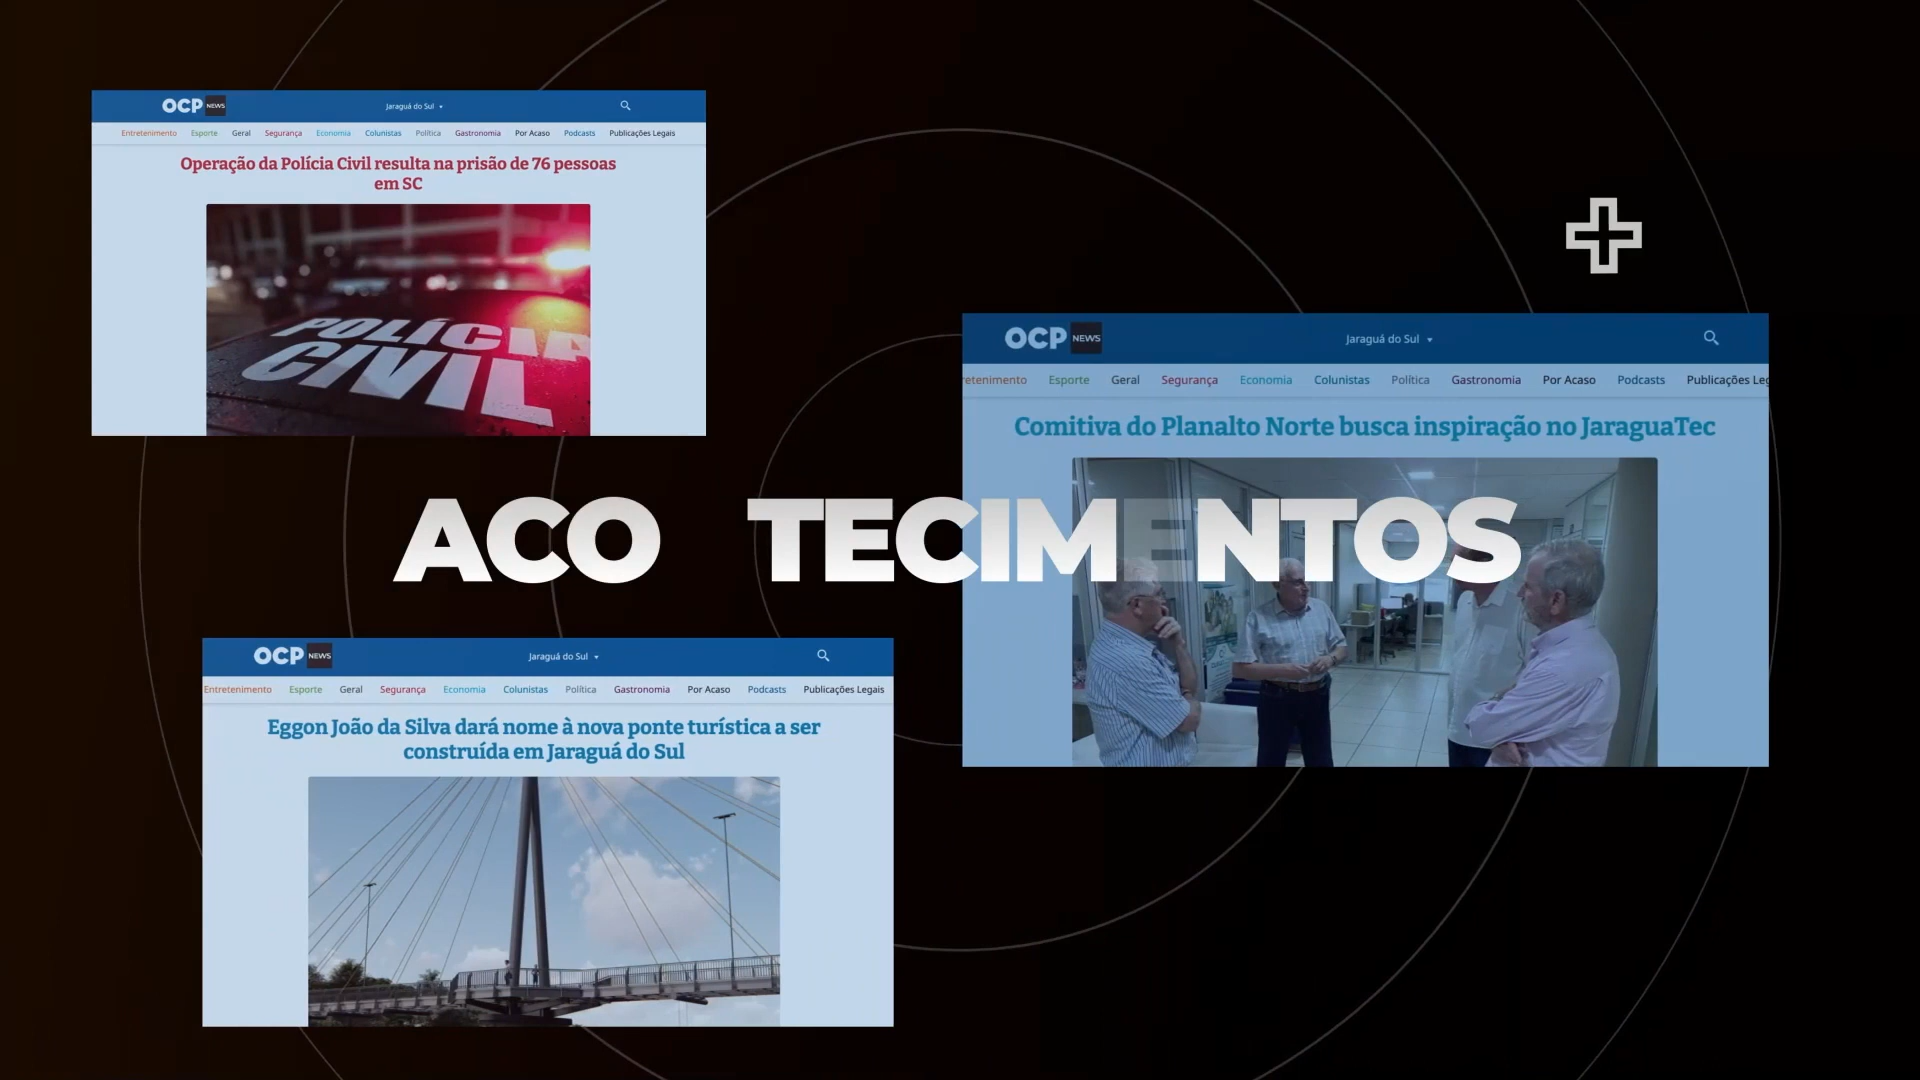 OCP NEWS
Jaraguá do Sul
Entretenimento Esporte Geral Segurança Economia Colunistas Política Gastronomia Por Acaso Podcasts Publicações Legais
Operação da Polícia Civil resulta na prisão de 76 pessoas
em SC
POLÍCIA
CIVIL
OCP NEWS
Jaraguá do Sul
retenimento Esporte Geral Segurança Economia Colunistas Política Gastronomia Por Acaso Podcasts Publicações Leg
Comitiva do Planalto Norte busca inspiração no JaraguaTec
ACO TECIMENTOS
OCP NEWS
Jaraguá do Sul
Entretenimento Esporte Geral Segurança Economia Colunistas Política Gastronomia Por Acaso Podcasts Publicações Legais
Eggon João da Silva dará nome à nova ponte turística a ser
construída em Jaraguá do Sul